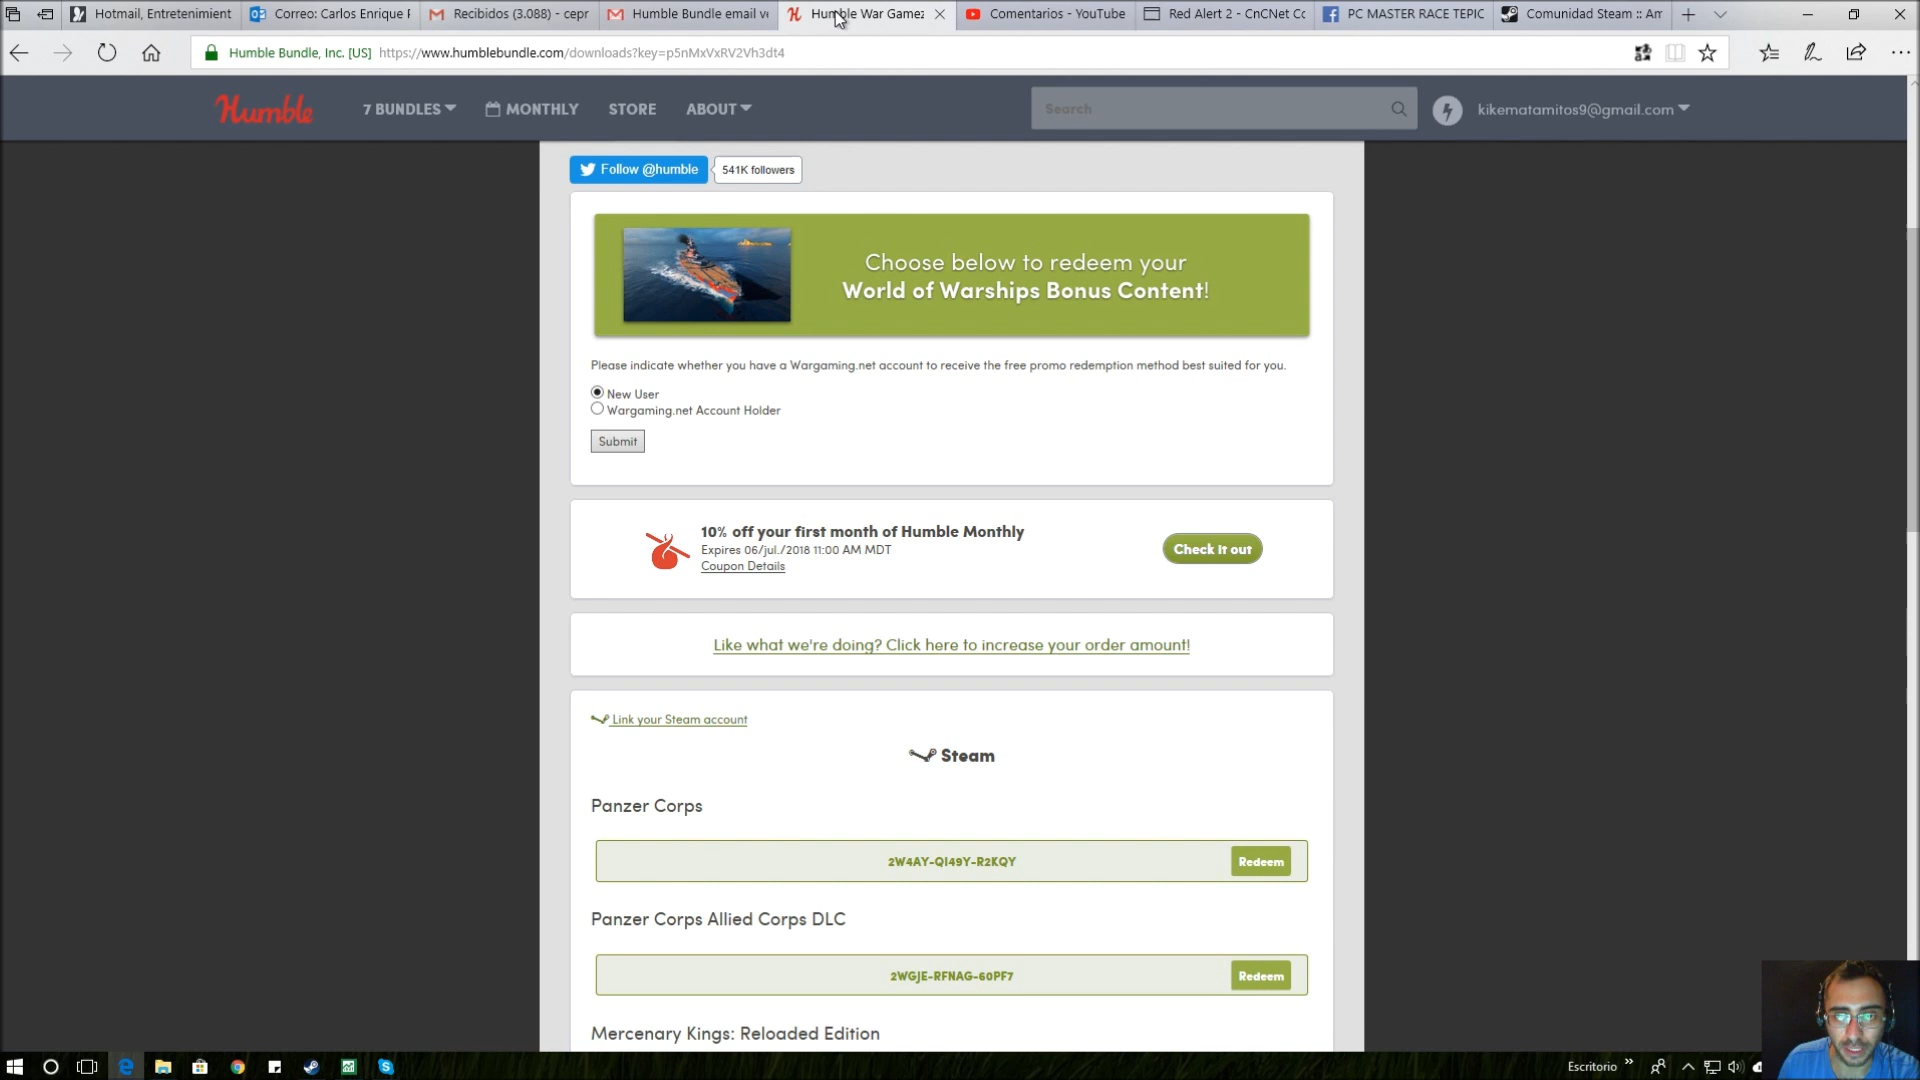 Hotmail, Entretenimient
Correo: Carlos Enrique F
Recibidos (3.088) - cepr
Humble Bundle email ve
Humble War Gamez
Comentarios - YouTube
Red Alert 2 - CnCNet Cc
PC MASTER RACE TEPIC
Comunidad Steam :: Am
Humble Bundle, Inc. [US] https://www.humblebundle.com/downloads?key=p5nMxVxRV2Vh3dt4
Humble
7 BUNDLES
MONTHLY
STORE
ABOUT
Search
kikematamitos9@gmail.com
Follow @humble
541K followers
Choose below to redeem your
World of Warships Bonus Content!
Please indicate whether you have a Wargaming.net account to receive the free promo redemption method best suited for you.
New User
Wargaming.net Account Holder
Submit
10% off your first month of Humble Monthly
Expires 06/jul./2018 11:00 AM MDT
Coupon Details
Check it out
Like what we're doing? Click here to increase your order amount!
Link your Steam account
Steam
Panzer Corps
2W4AY-QI49Y-R2KQY
Redeem
Panzer Corps Allied Corps DLC
2WGJE-RFNAG-60PF7
Redeem
Mercenary Kings: Reloaded Edition
Escritorio